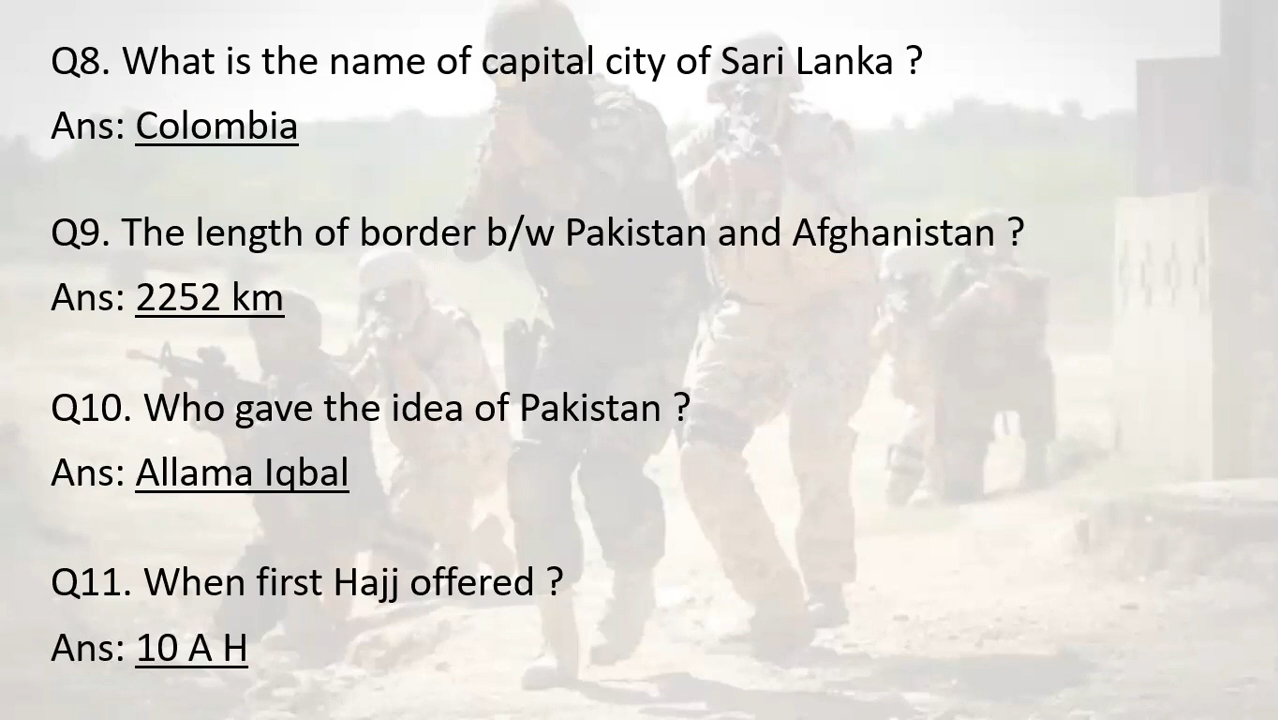 Q8. What is the name of capital city of Sari Lanka ?
Ans: Colombia
Q9. The length of border b/w Pakistan and Afghanistan ?
Ans: 2252 km
Q10. Who gave the idea of Pakistan ?
Ans: Allama Iqbal
Q11. When first Hajj offered ?
Ans: 10 A H